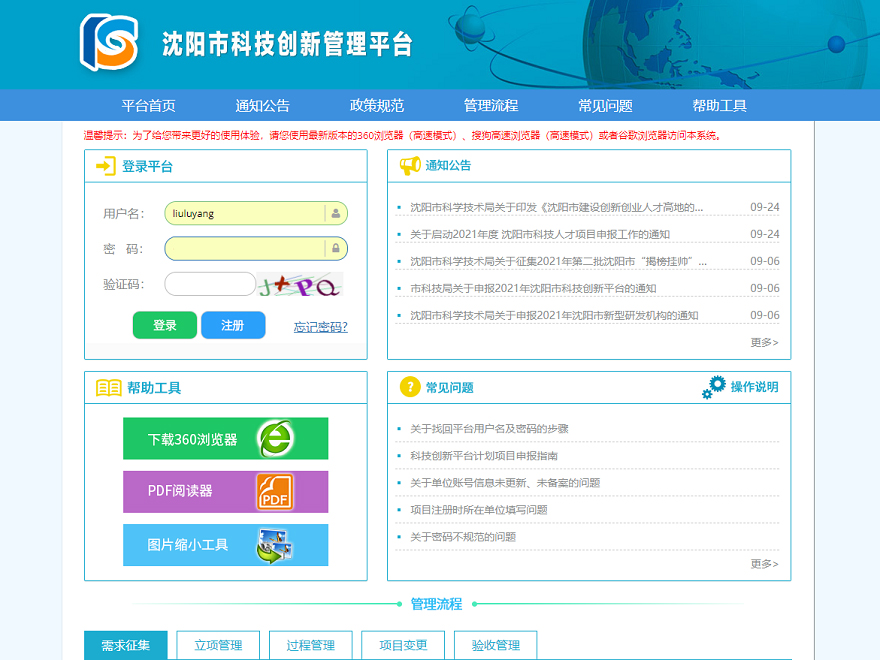 沈阳市科技创新管理平台
平台首页 通知公告 政策规范 管理流程 常见问题 帮助工具
温馨提示：为了给您带来更好的使用体验，请您使用最新版本的360浏览器（高速模式）、搜狗高速浏览器（高速模式）或者谷歌浏览器访问本系统。
登录平台
用户名： liuluyang
密 码：
验证码： J+PQ
登录 注册 忘记密码?
通知公告
沈阳市科学技术局关于印发《沈阳市建设创新创业人才高地的... 09-24
关于启动2021年度 沈阳市科技人才项目申报工作的通知 09-24
沈阳市科学技术局关于征集2021年第二批沈阳市“揭榜挂帅”... 09-06
市科技局关于申报2021年沈阳市科技创新平台的通知 09-06
沈阳市科学技术局关于申报2021年沈阳市新型研发机构的通知 09-06
更多>
帮助工具
下载360浏览器
PDF阅读器 PDF
图片缩小工具
常见问题 操作说明
关于找回平台用户名及密码的步骤
科技创新平台计划项目申报指南
关于单位账号信息未更新、未备案的问题
项目注册时所在单位填写问题
关于密码不规范的问题
更多>
管理流程
需求征集 立项管理 过程管理 项目变更 验收管理